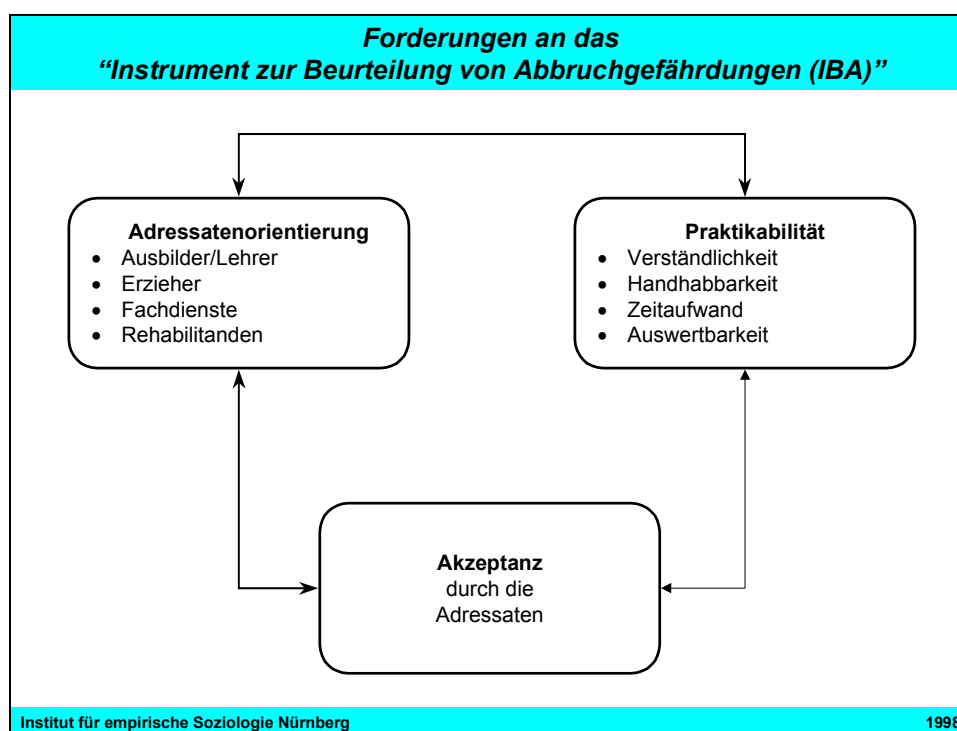 Forderungen an das
“Instrument zur Beurteilung von Abbruchgefährdungen (IBA)”
Adressatenorientierung
• Ausbilder/Lehrer
• Erzieher
• Fachdienste
• Rehabilitanden
Praktikabilität
• Verständlichkeit
• Handhabbarkeit
• Zeitaufwand
• Auswertbarkeit
Akzeptanz
durch die
Adressaten
Institut für empirische Soziologie Nürnberg 1998